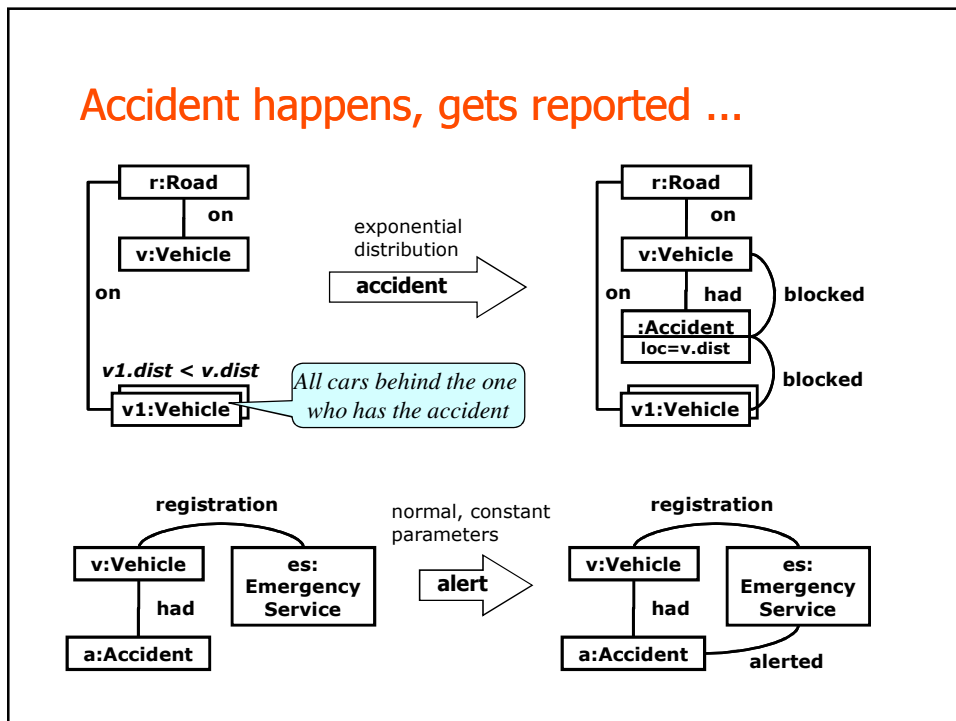 Accident happens, gets reported ...
r:Road
on
v:Vehicle
on
v1.dist < v.dist
v1:Vehicle
All cars behind the one
who has the accident
exponential
distribution
accident
r:Road
on
v:Vehicle
on
had
blocked
:Accident
loc=v.dist
blocked
v1:Vehicle
registration
v:Vehicle
es:
Emergency
Service
had
a:Accident
normal, constant
parameters
alert
registration
v:Vehicle
es:
Emergency
Service
had
a:Accident
alerted